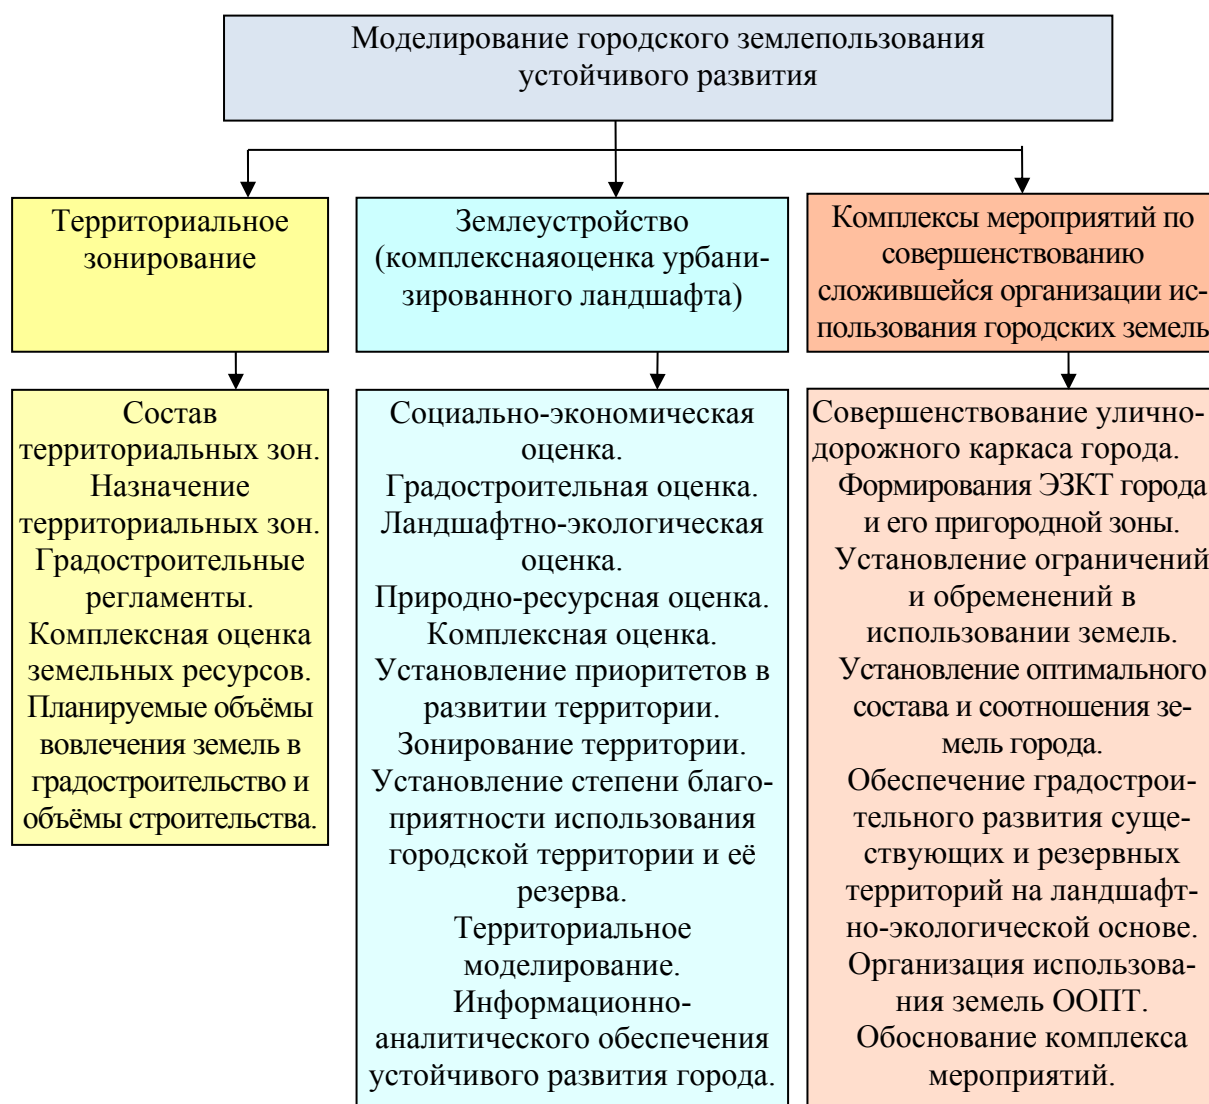 Моделирование городского землепользования
устойчивого развития
Территориальное
зонирование
Землеустройство
(комплекснаяоценка урбани-
зированного ландшафта)
Комплексы мероприятий по
совершенствованию
сложившейся организации ис-
пользования городских земель
Состав
территориальных зон.
Назначение
территориальных зон.
Градостроительные
регламенты.
Комплексная оценка
земельных ресурсов.
Планируемые объёмы
вовлечения земель в
градостроительство и
объёмы строительства.
Социально-экономическая
оценка.
Градостроительная оценка.
Ландшафтно-экологическая
оценка.
Природно-ресурсная оценка.
Комплексная оценка.
Установление приоритетов в
развитии территории.
Зонирование территории.
Установление степени благо-
приятности использования
городской территории и её
резерва.
Территориальное
моделирование.
Информационно-
аналитического обеспечения
устойчивого развития города.
Совершенствование улично-
дорожного каркаса города.
Формирования ЭЗКТ города
и его пригородной зоны.
Установление ограничений
и обременений в
использовании земель.
Установление оптимального
состава и соотношения зе-
мель города.
Обеспечение градострои-
тельного развития суще-
ствующих и резервных
территорий на ландшафт-
но-экологической основе.
Организация использова-
ния земель ООПТ.
Обоснование комплекса
мероприятий.